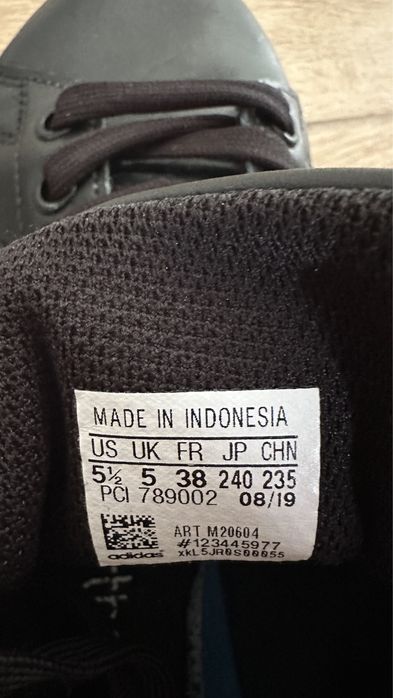 MADE IN INDONESIA
US UK FR JP CHN
5½ 5 38 240 235
PCI 789002 08/19
ART M20604
#123445977
adidas xkL5JR0S00055